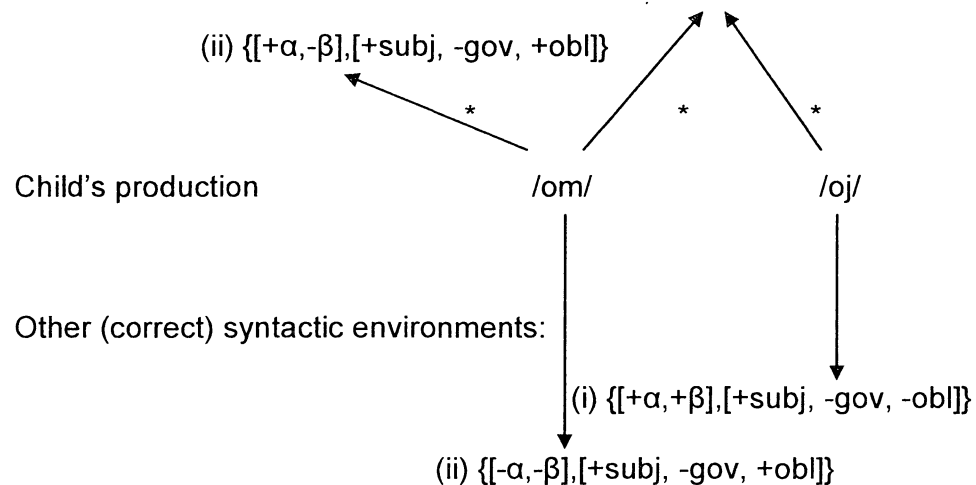 (ii) {[+α,-β],[+subj, -gov, +obl]}
* * *
Child's production /om/ /oj/
Other (correct) syntactic environments:
(i) {[+α,+β],[+subj, -gov, -obl]}
(ii) {[-α,-β],[+subj, -gov, +obl]}